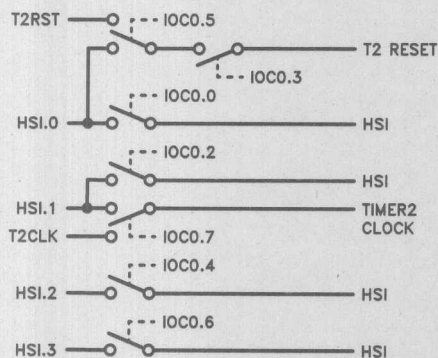 T2RST
IOC0.5
T2 RESET
IOC0.3
IOC0.0
HSI.0
HSI
IOC0.2
HSI
HSI.1
TIMER2
CLOCK
T2CLK
IOC0.7
IOC0.4
HSI.2
HSI
IOC0.6
HSI.3
HSI